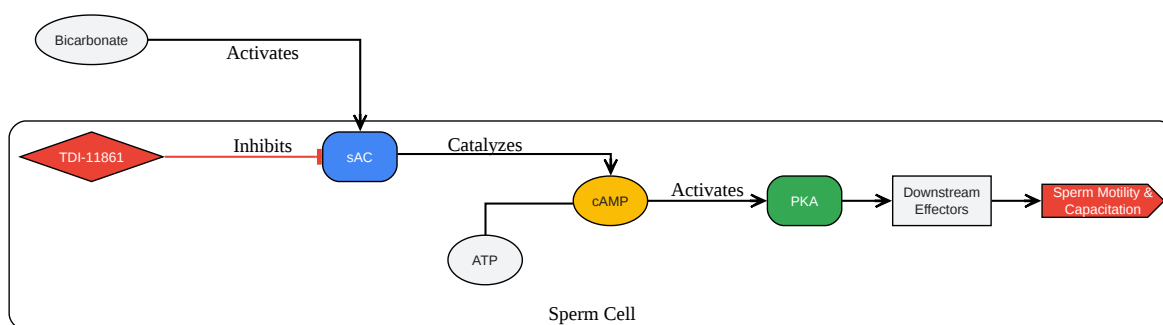 Bicarbonate
Activates
TDI-11861
Inhibits
sAC
Catalyzes
cAMP
Activates
PKA
Downstream
Effectors
Sperm Motility &
Capacitation
ATP
Sperm Cell